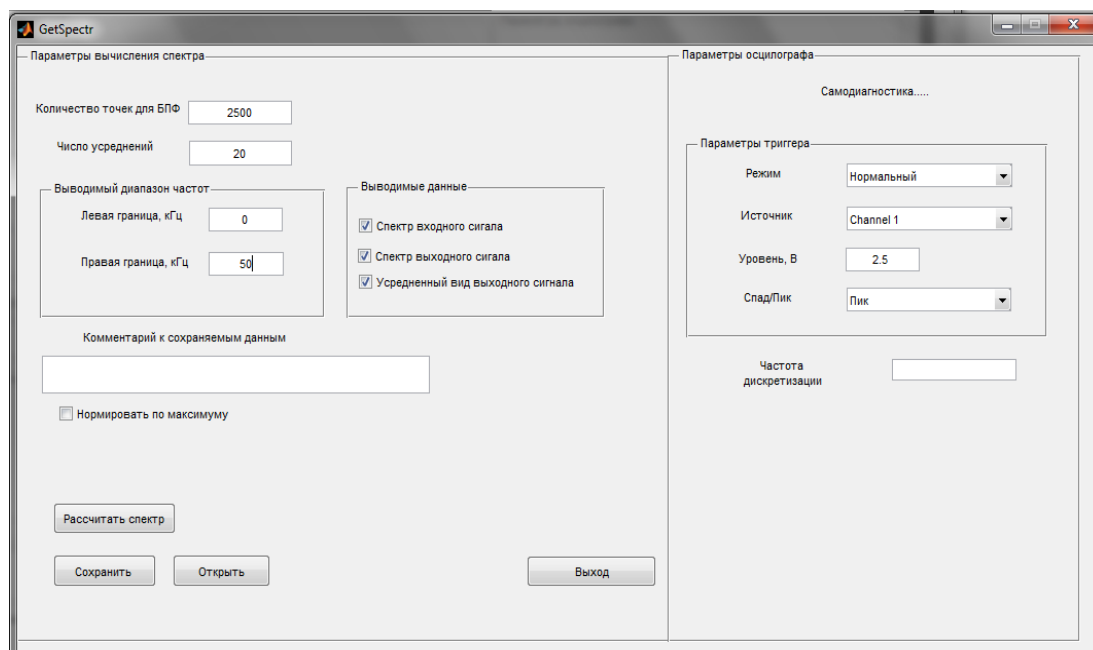 GetSpectr
Параметры вычисления спектра
Количество точек для БПФ
2500
Число усреднений
20
Выводимый диапазон частот
Левая граница, кГц
0
Правая граница, кГц
50
Выводимые данные
Спектр входного сигала
Спектр выходного сигала
Усредненный вид выходного сигнала
Комментарий к сохраняемым данным
Нормировать по максимуму
Рассчитать спектр
Сохранить
Открыть
Выход
Параметры осцилографа
Самодиагностика.....
Параметры триггера
Режим
Нормальный
Источник
Channel 1
Уровень, В
2.5
Спад/Пик
Пик
Частота
дискретизации